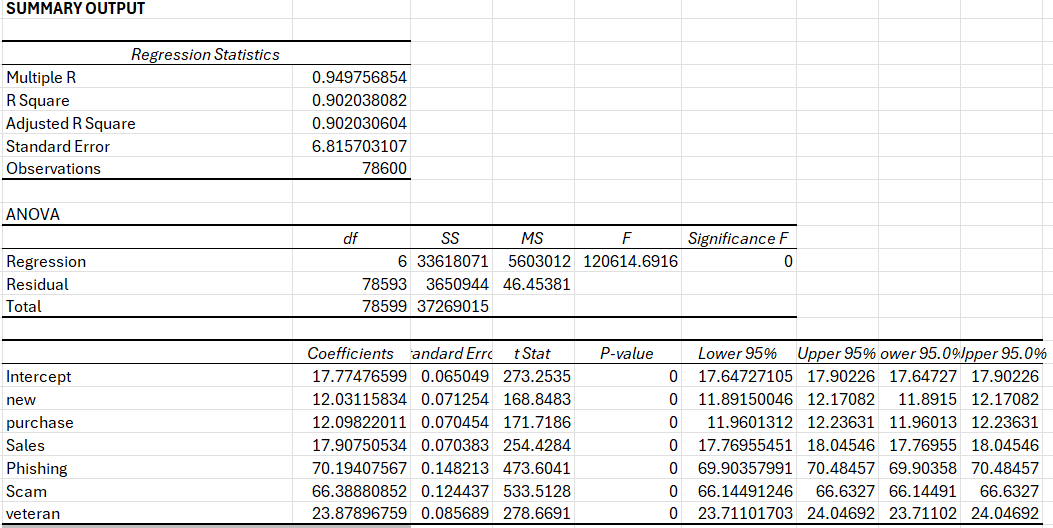 SUMMARY OUTPUT
Regression Statistics
Multiple R 0.949756854
R Square 0.902038082
Adjusted R Square 0.902030604
Standard Error 6.815703107
Observations 78600
ANOVA
df SS MS F Significance F
Regression 6 33618071 5603012 120614.6916 0
Residual 78593 3650944 46.45381
Total 78599 37269015
Coefficients tandard Erro t Stat P-value Lower 95% Upper 95% ower 95.0% Upper 95.0%
Intercept 17.77476599 0.065049 273.2535 0 17.64727105 17.90226 17.64727 17.90226
new 12.03115834 0.071254 168.8483 0 11.89150046 12.17082 11.8915 12.17082
purchase 12.09822011 0.070454 171.7186 0 11.9601312 12.23631 11.96013 12.23631
Sales 17.90750534 0.070383 254.4284 0 17.76955451 18.04546 17.76955 18.04546
Phishing 70.19407567 0.148213 473.6041 0 69.90357991 70.48457 69.90358 70.48457
Scam 66.38880852 0.124437 533.5128 0 66.14491246 66.6327 66.14491 66.6327
veteran 23.87896759 0.085689 278.6691 0 23.71101703 24.04692 23.71102 24.04692